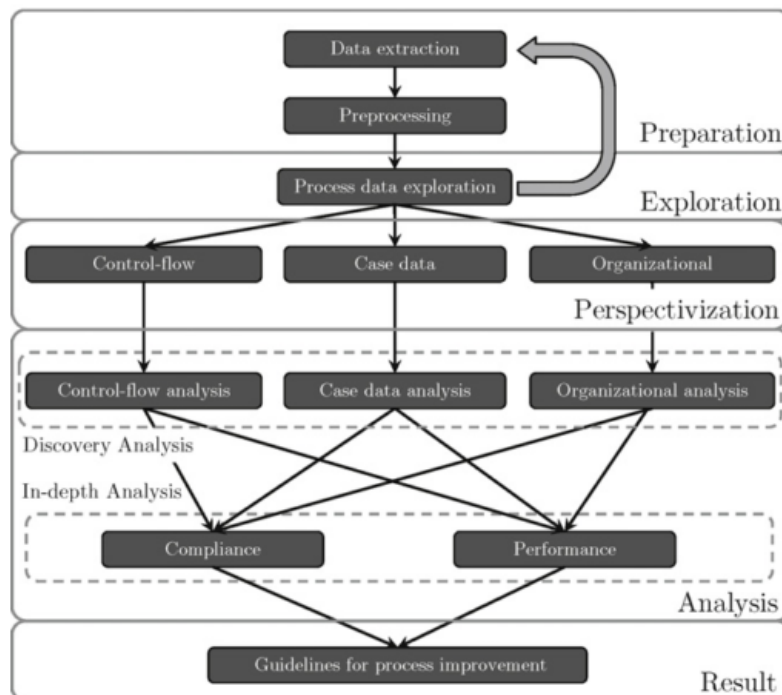 Data extraction
Preprocessing
Preparation
Process data exploration
Exploration
Control-flow
Case data
Organizational
Perspectivization
Control-flow analysis
Case data analysis
Organizational analysis
Discovery Analysis
In-depth Analysis
Compliance
Performance
Analysis
Guidelines for process improvement
Result